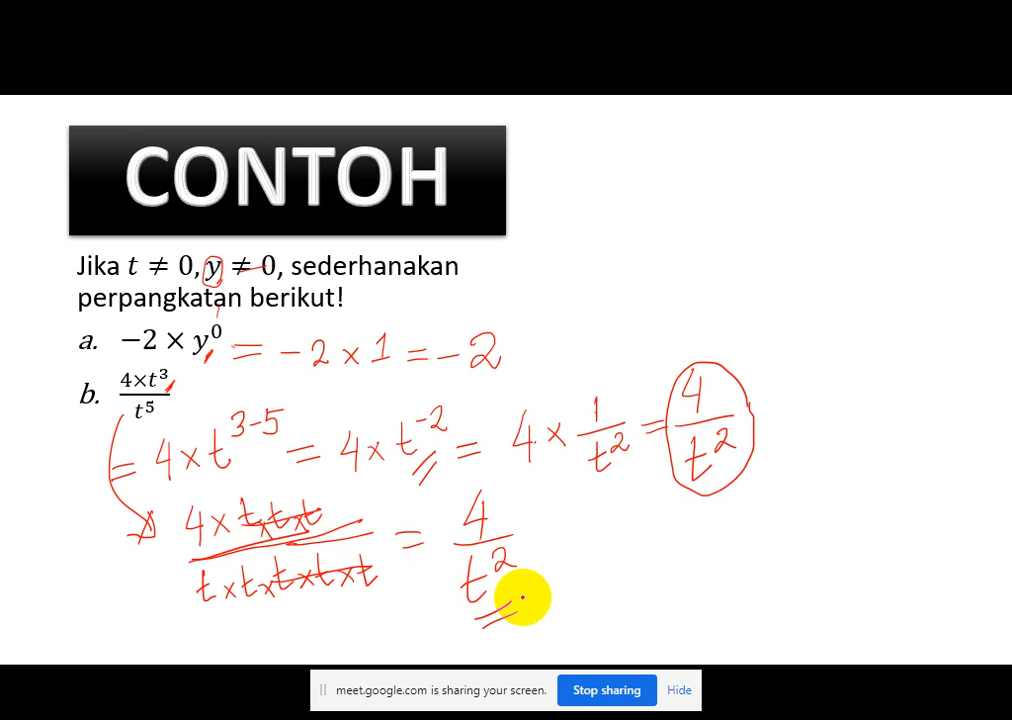 CONTOH
Jika t ≠ 0, y ≠ 0, sederhanakan
perpangkatan berikut!
a. −2 × y⁰ = -2 × 1 = -2
b. (4×t³)/t⁵
= 4 × t³⁻⁵ = 4 × t⁻² = 4 × 1/t² = 4/t²
(4 × t × t × t)/(t × t × t × t × t) = 4/t²
meet.google.com is sharing your screen. Stop sharing Hide